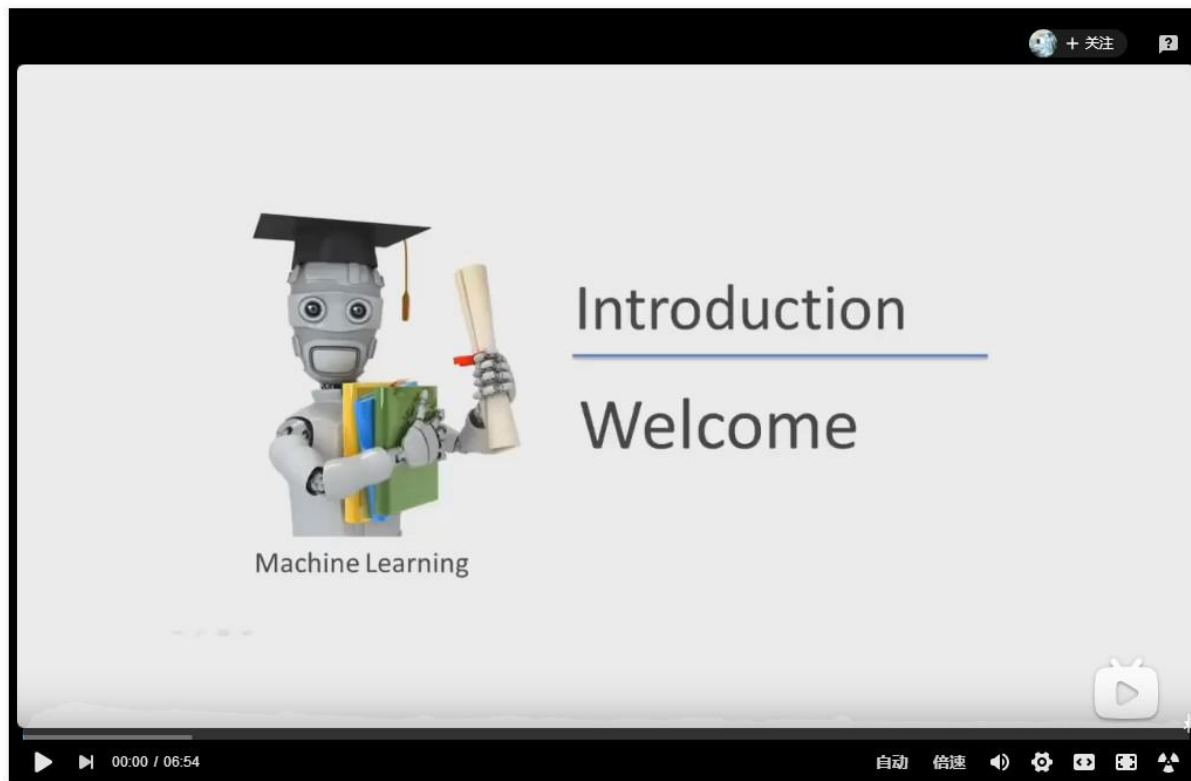 + 关注
Introduction
Welcome
Machine Learning
00:00 / 06:54
自动 倍速